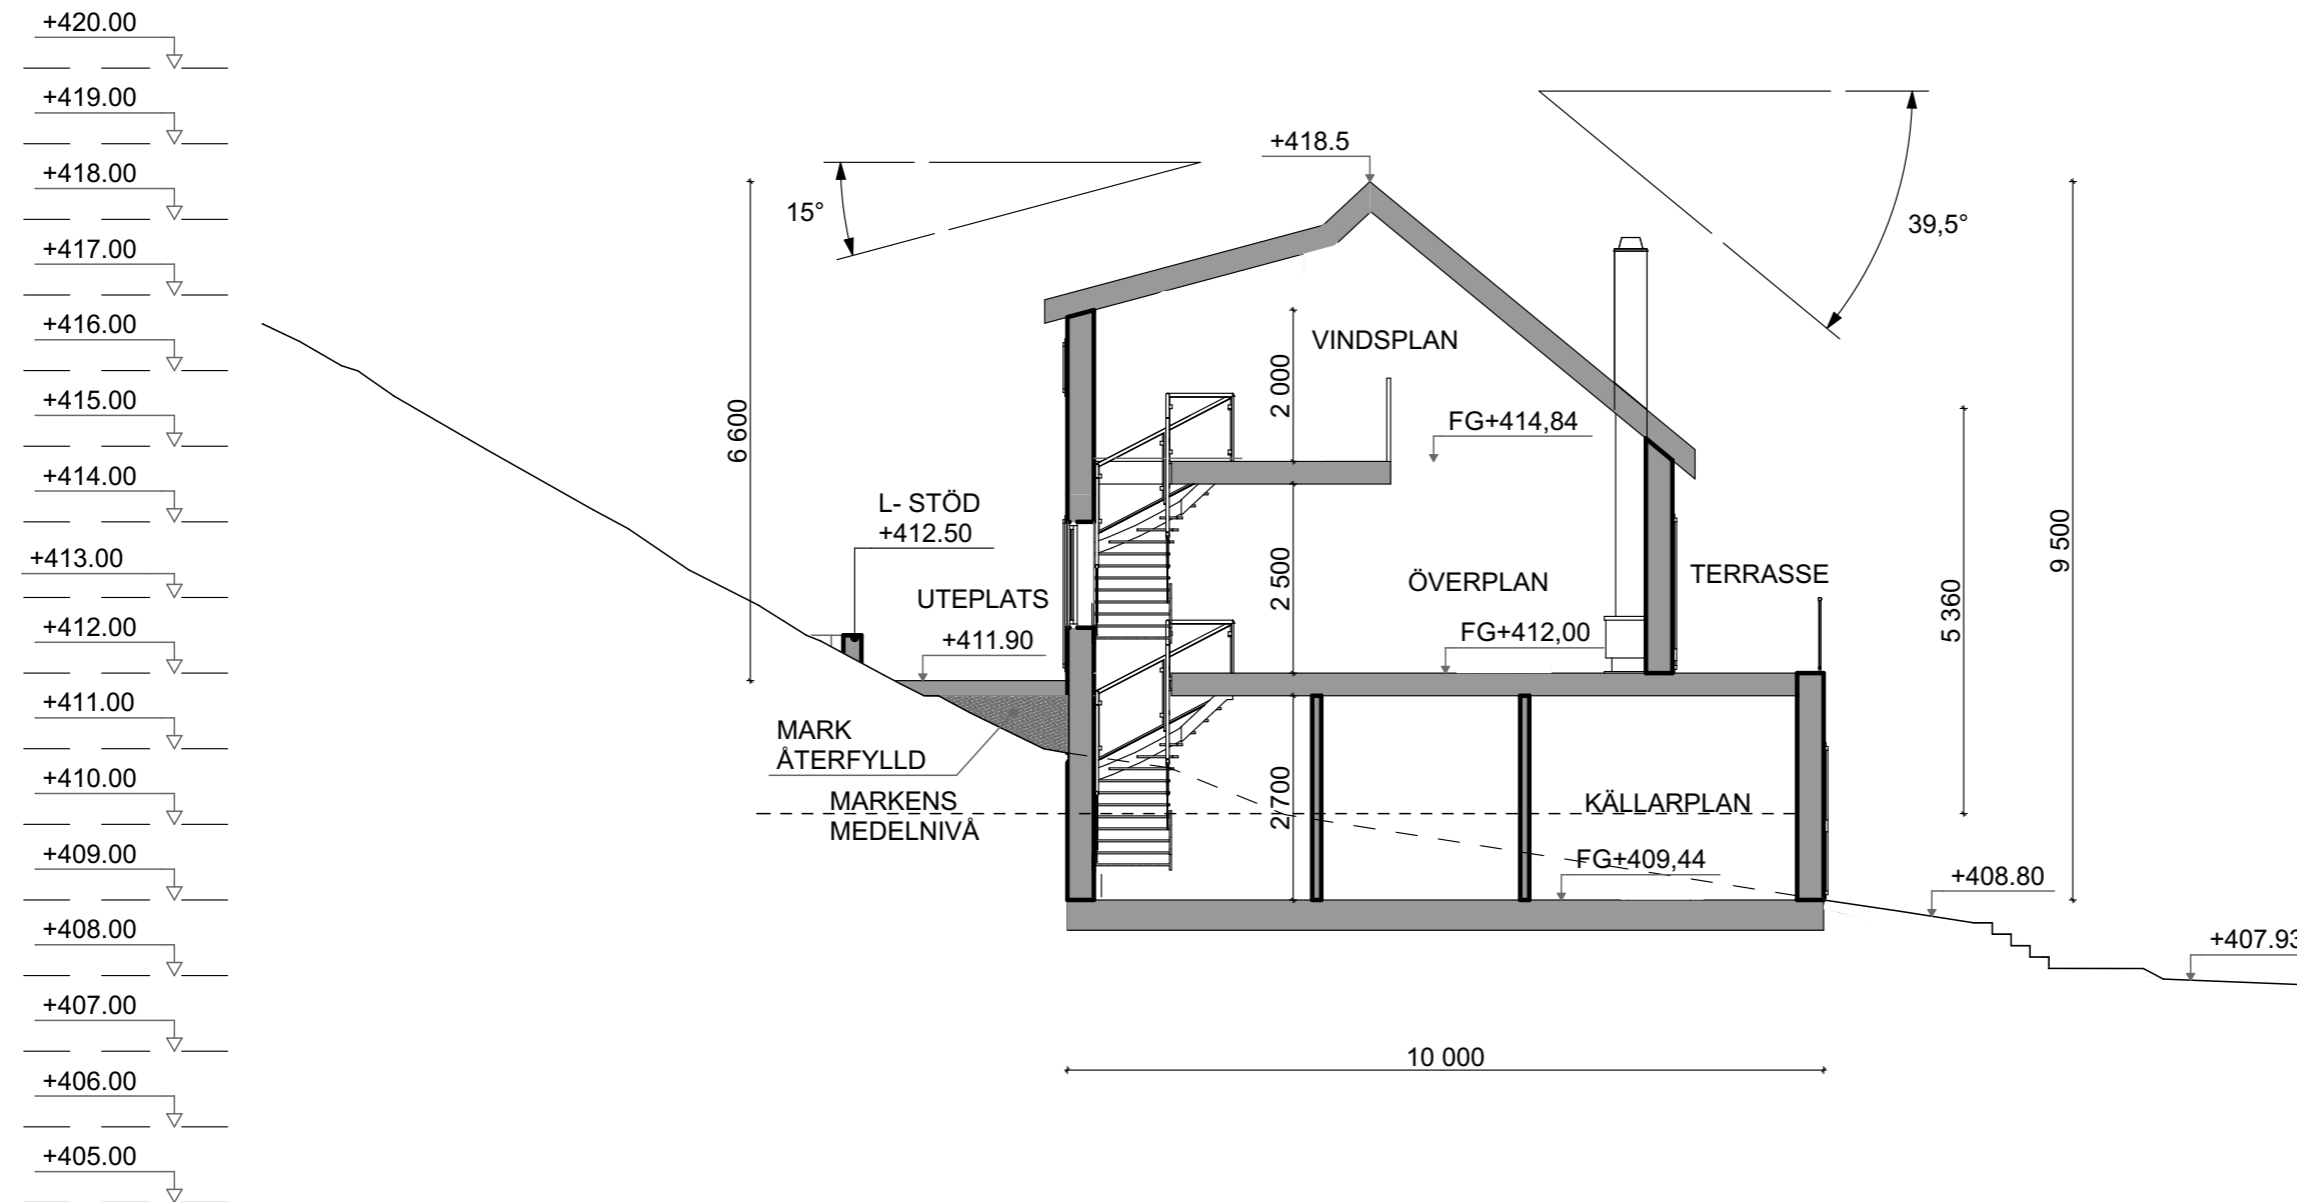 +420.00
+419.00
+418.00
+417.00
+416.00
+415.00
+414.00
+413.00
+412.00
+411.00
+410.00
+409.00
+408.00
+407.00
+406.00
+405.00
15°
+418.5
39,5°
6 600
VINDSPLAN
2 000
FG+414,84
L- STÖD
+412.50
UTEPLATS
+411.90
2 500
ÖVERPLAN
FG+412,00
TERRASSE
5 360
9 500
MARK
ÅTERFYLLD
MARKENS
MEDELNIVÅ
2 700
KÄLLARPLAN
FG+409,44
+408.80
+407.93
10 000